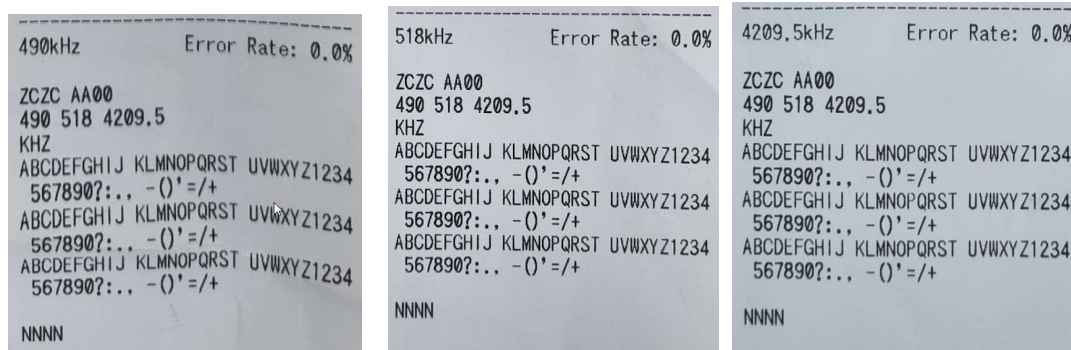 490kHz Error Rate: 0.0%
ZCZC AA00
490 518 4209.5
KHZ
ABCDEFGHIJ KLMNOPQRST UVWXYZ1234
567890?:., -()'=/+
ABCDEFGHIJ KLMNOPQRST UVWXYZ1234
567890?:., -()'=/+
ABCDEFGHIJ KLMNOPQRST UVWXYZ1234
567890?:., -()'=/+
NNNN
518kHz Error Rate: 0.0%
ZCZC AA00
490 518 4209.5
KHZ
ABCDEFGHIJ KLMNOPQRST UVWXYZ1234
567890?:., -()'=/+
ABCDEFGHIJ KLMNOPQRST UVWXYZ1234
567890?:., -()'=/+
ABCDEFGHIJ KLMNOPQRST UVWXYZ1234
567890?:., -()'=/+
NNNN
4209.5kHz Error Rate: 0.0%
ZCZC AA00
490 518 4209.5
KHZ
ABCDEFGHIJ KLMNOPQRST UVWXYZ1234
567890?:., -()'=/+
ABCDEFGHIJ KLMNOPQRST UVWXYZ1234
567890?:., -()'=/+
ABCDEFGHIJ KLMNOPQRST UVWXYZ1234
567890?:., -()'=/+
NNNN